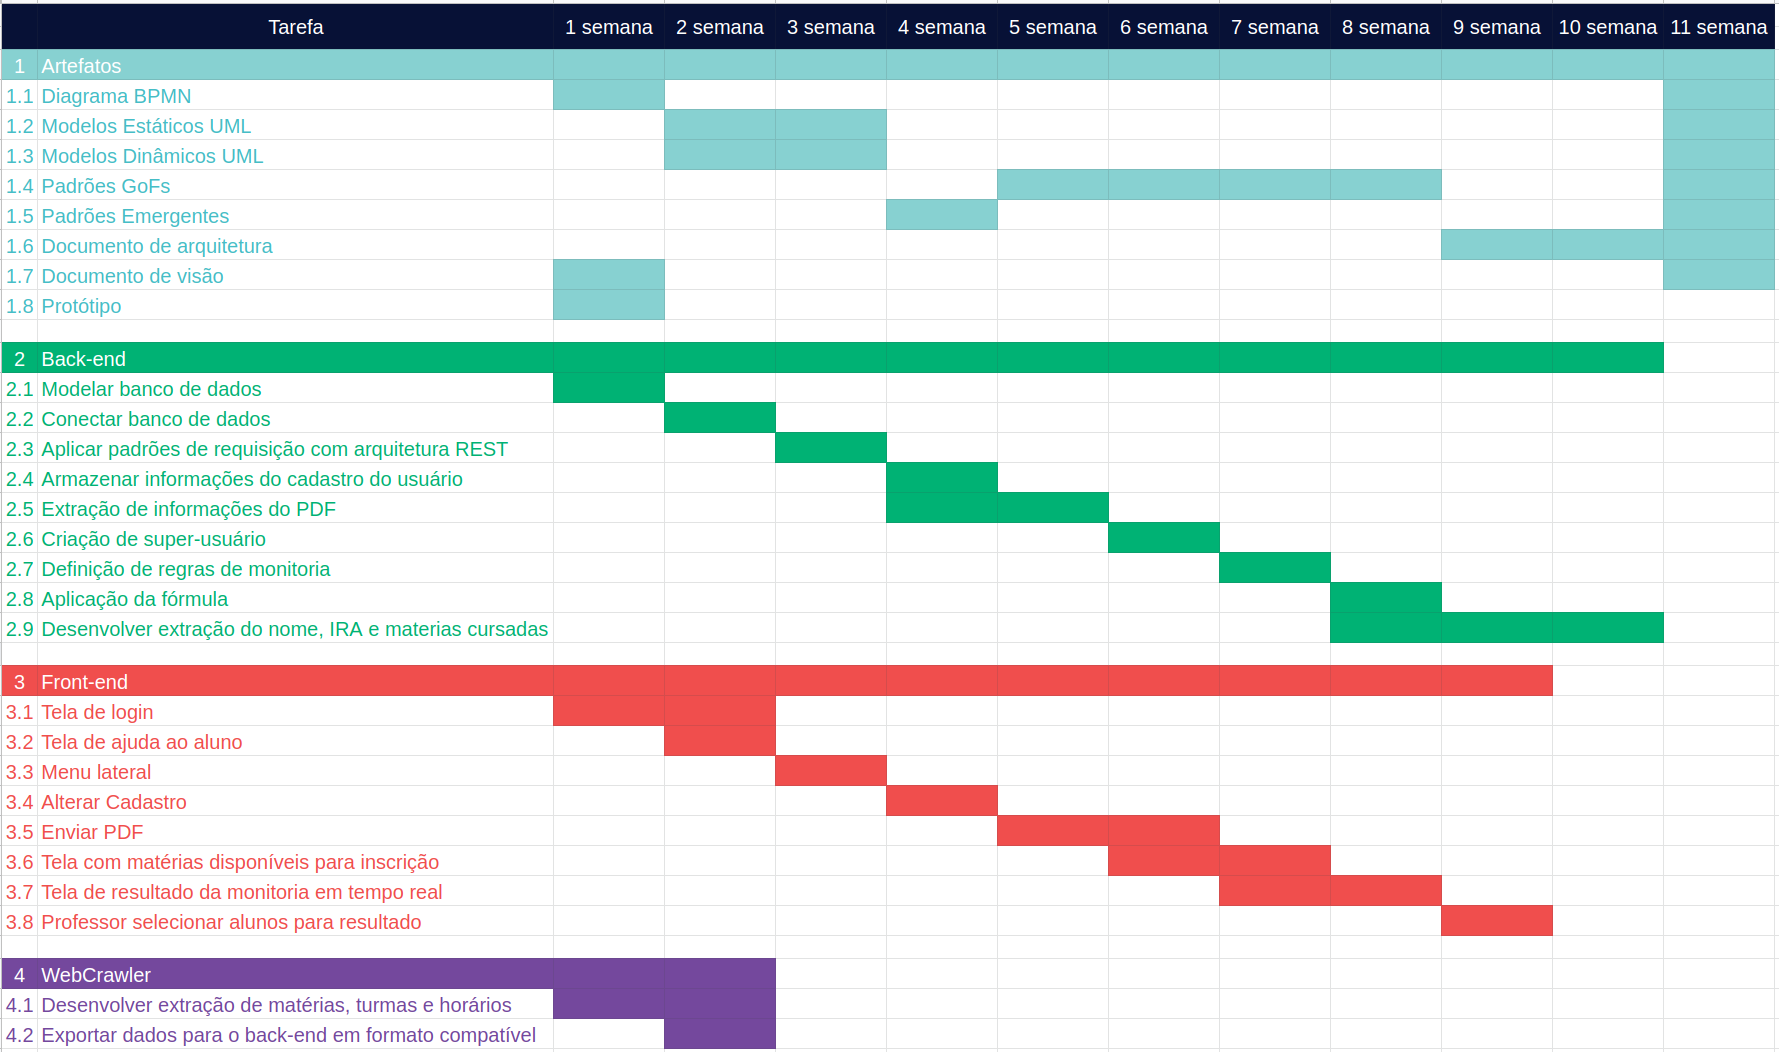 Tarefa 1 semana 2 semana 3 semana 4 semana 5 semana 6 semana 7 semana 8 semana 9 semana 10 semana 11 semana
1 Artefatos
1.1 Diagrama BPMN
1.2 Modelos Estáticos UML
1.3 Modelos Dinâmicos UML
1.4 Padrões GoFs
1.5 Padrões Emergentes
1.6 Documento de arquitetura
1.7 Documento de visão
1.8 Protótipo
2 Back-end
2.1 Modelar banco de dados
2.2 Conectar banco de dados
2.3 Aplicar padrões de requisição com arquitetura REST
2.4 Armazenar informações do cadastro do usuário
2.5 Extração de informações do PDF
2.6 Criação de super-usuário
2.7 Definição de regras de monitoria
2.8 Aplicação da fórmula
2.9 Desenvolver extração do nome, IRA e materias cursadas
3 Front-end
3.1 Tela de login
3.2 Tela de ajuda ao aluno
3.3 Menu lateral
3.4 Alterar Cadastro
3.5 Enviar PDF
3.6 Tela com matérias disponíveis para inscrição
3.7 Tela de resultado da monitoria em tempo real
3.8 Professor selecionar alunos para resultado
4 WebCrawler
4.1 Desenvolver extração de matérias, turmas e horários
4.2 Exportar dados para o back-end em formato compatível